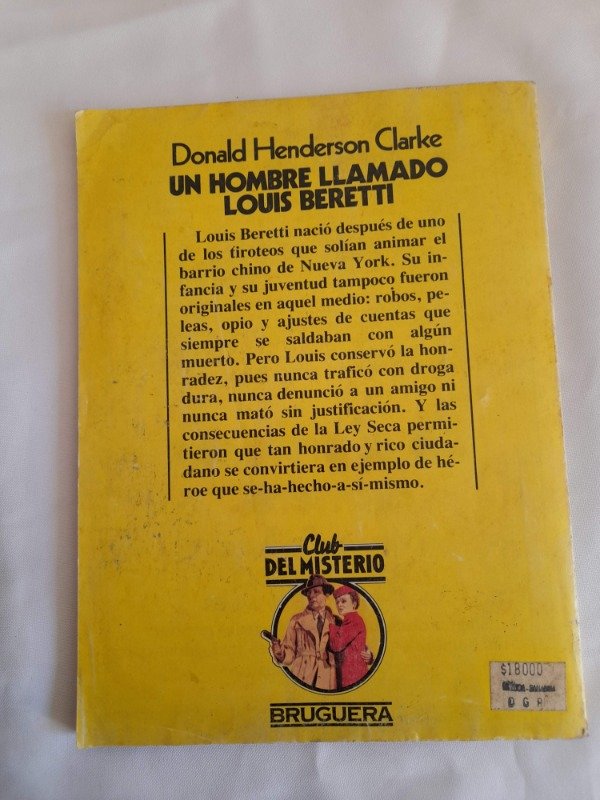 Donald Henderson Clarke
UN HOMBRE LLAMADO
LOUIS BERETTI
Louis Beretti nació después de uno
de los tiroteos que solían animar el
barrio chino de Nueva York. Su in-
fancia y su juventud tampoco fueron
originales en aquel medio: robos, pe-
leas, opio y ajustes de cuentas que
siempre se saldaban con algún
muerto. Pero Louis conservó la hon-
radez, pues nunca traficó con droga
dura, nunca denunció a un amigo ni
nunca mató sin justificación. Y las
consecuencias de la Ley Seca permi-
tieron que tan honrado y rico ciuda-
dano se convirtiera en ejemplo de hé-
roe que se-ha-hecho-a-sí-mismo.
Club
DEL MISTERIO
BRUGUERA
$18000